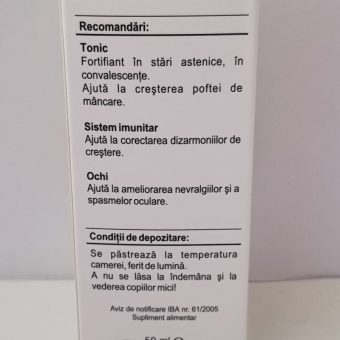 Recomandări:
Tonic
Fortifiant în stări astenice, în
convalescențe.
Ajută la creșterea poftei de
mâncare.
Sistem imunitar
Ajută la corectarea dizarmoniilor de
creștere.
Ochi
Ajută la ameliorarea nevralgiilor și a
spasmelor oculare.
Condiții de depozitare:
Se păstrează la temperatura
camerei, ferit de lumină.
A nu se lăsa la îndemâna și la
vederea copiilor mici!
Aviz de notificare IBA nr. 61/2005
Supliment alimentar
50 ml e